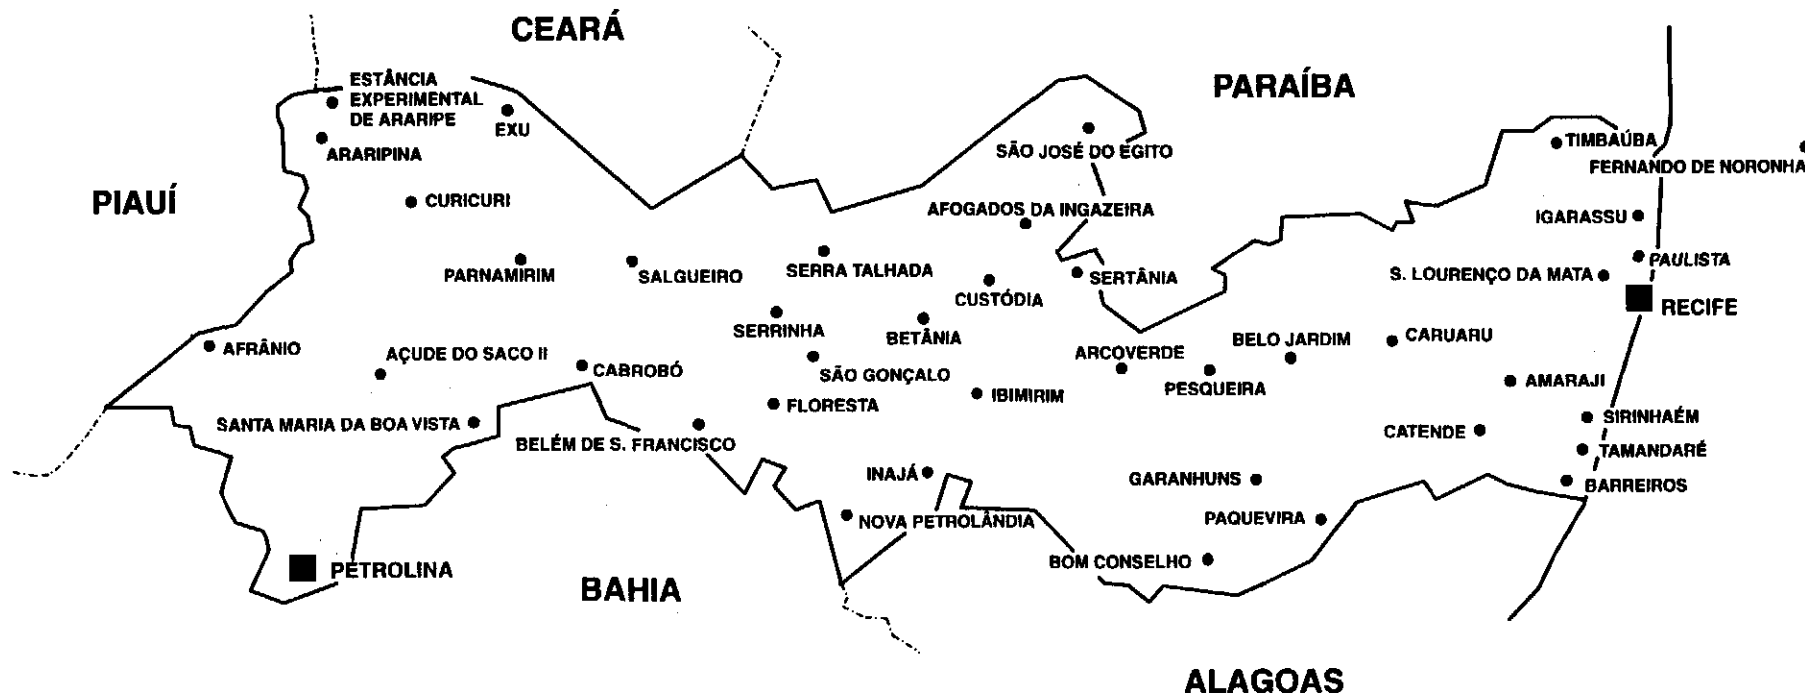 CEARÁ
PARAÍBA
ESTÂNCIA
EXPERIMENTAL
DE ARARIPE
EXU
ARARIPINA
SÃO JOSÉ DO EGITO
TIMBAÚBA
FERNANDO DE NORONHA
PIAUÍ
CURICURI
AFOGADOS DA INGAZEIRA
IGARASSU
PARNAMIRIM
SALGUEIRO
SERRA TALHADA
CUSTÓDIA
SERTÂNIA
S. LOURENÇO DA MATA
PAULISTA
RECIFE
SERRINHA
BETÂNIA
AFRÂNIO
AÇUDE DO SACO II
CABROBÓ
SÃO GONÇALO
ARCOVERDE
PESQUEIRA
BELO JARDIM
CARUARU
IBIMIRIM
AMARAJI
FLORESTA
SANTA MARIA DA BOA VISTA
BELÉM DE S. FRANCISCO
CATENDE
SIRINHAÉM
TAMANDARÉ
INAJÁ
GARANHUNS
BARREIROS
NOVA PETROLÂNDIA
PAQUEVIRA
PETROLINA
BAHIA
BOM CONSELHO
ALAGOAS